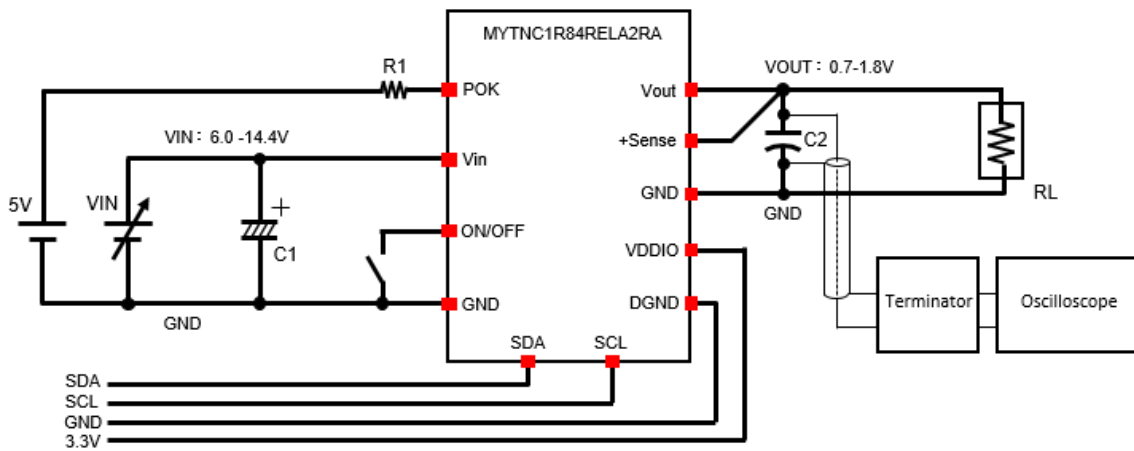 MYTNC1R84RELA2RA
R1
POK
Vout
VOUT： 0.7-1.8V
VIN： 6.0 -14.4V
+Sense
C2
Vin
5V
VIN
GND
GND
RL
ON/OFF
C1
VDDIO
GND
DGND
Terminator
Oscilloscope
GND
SDA
SCL
SDA
SCL
GND
3.3V